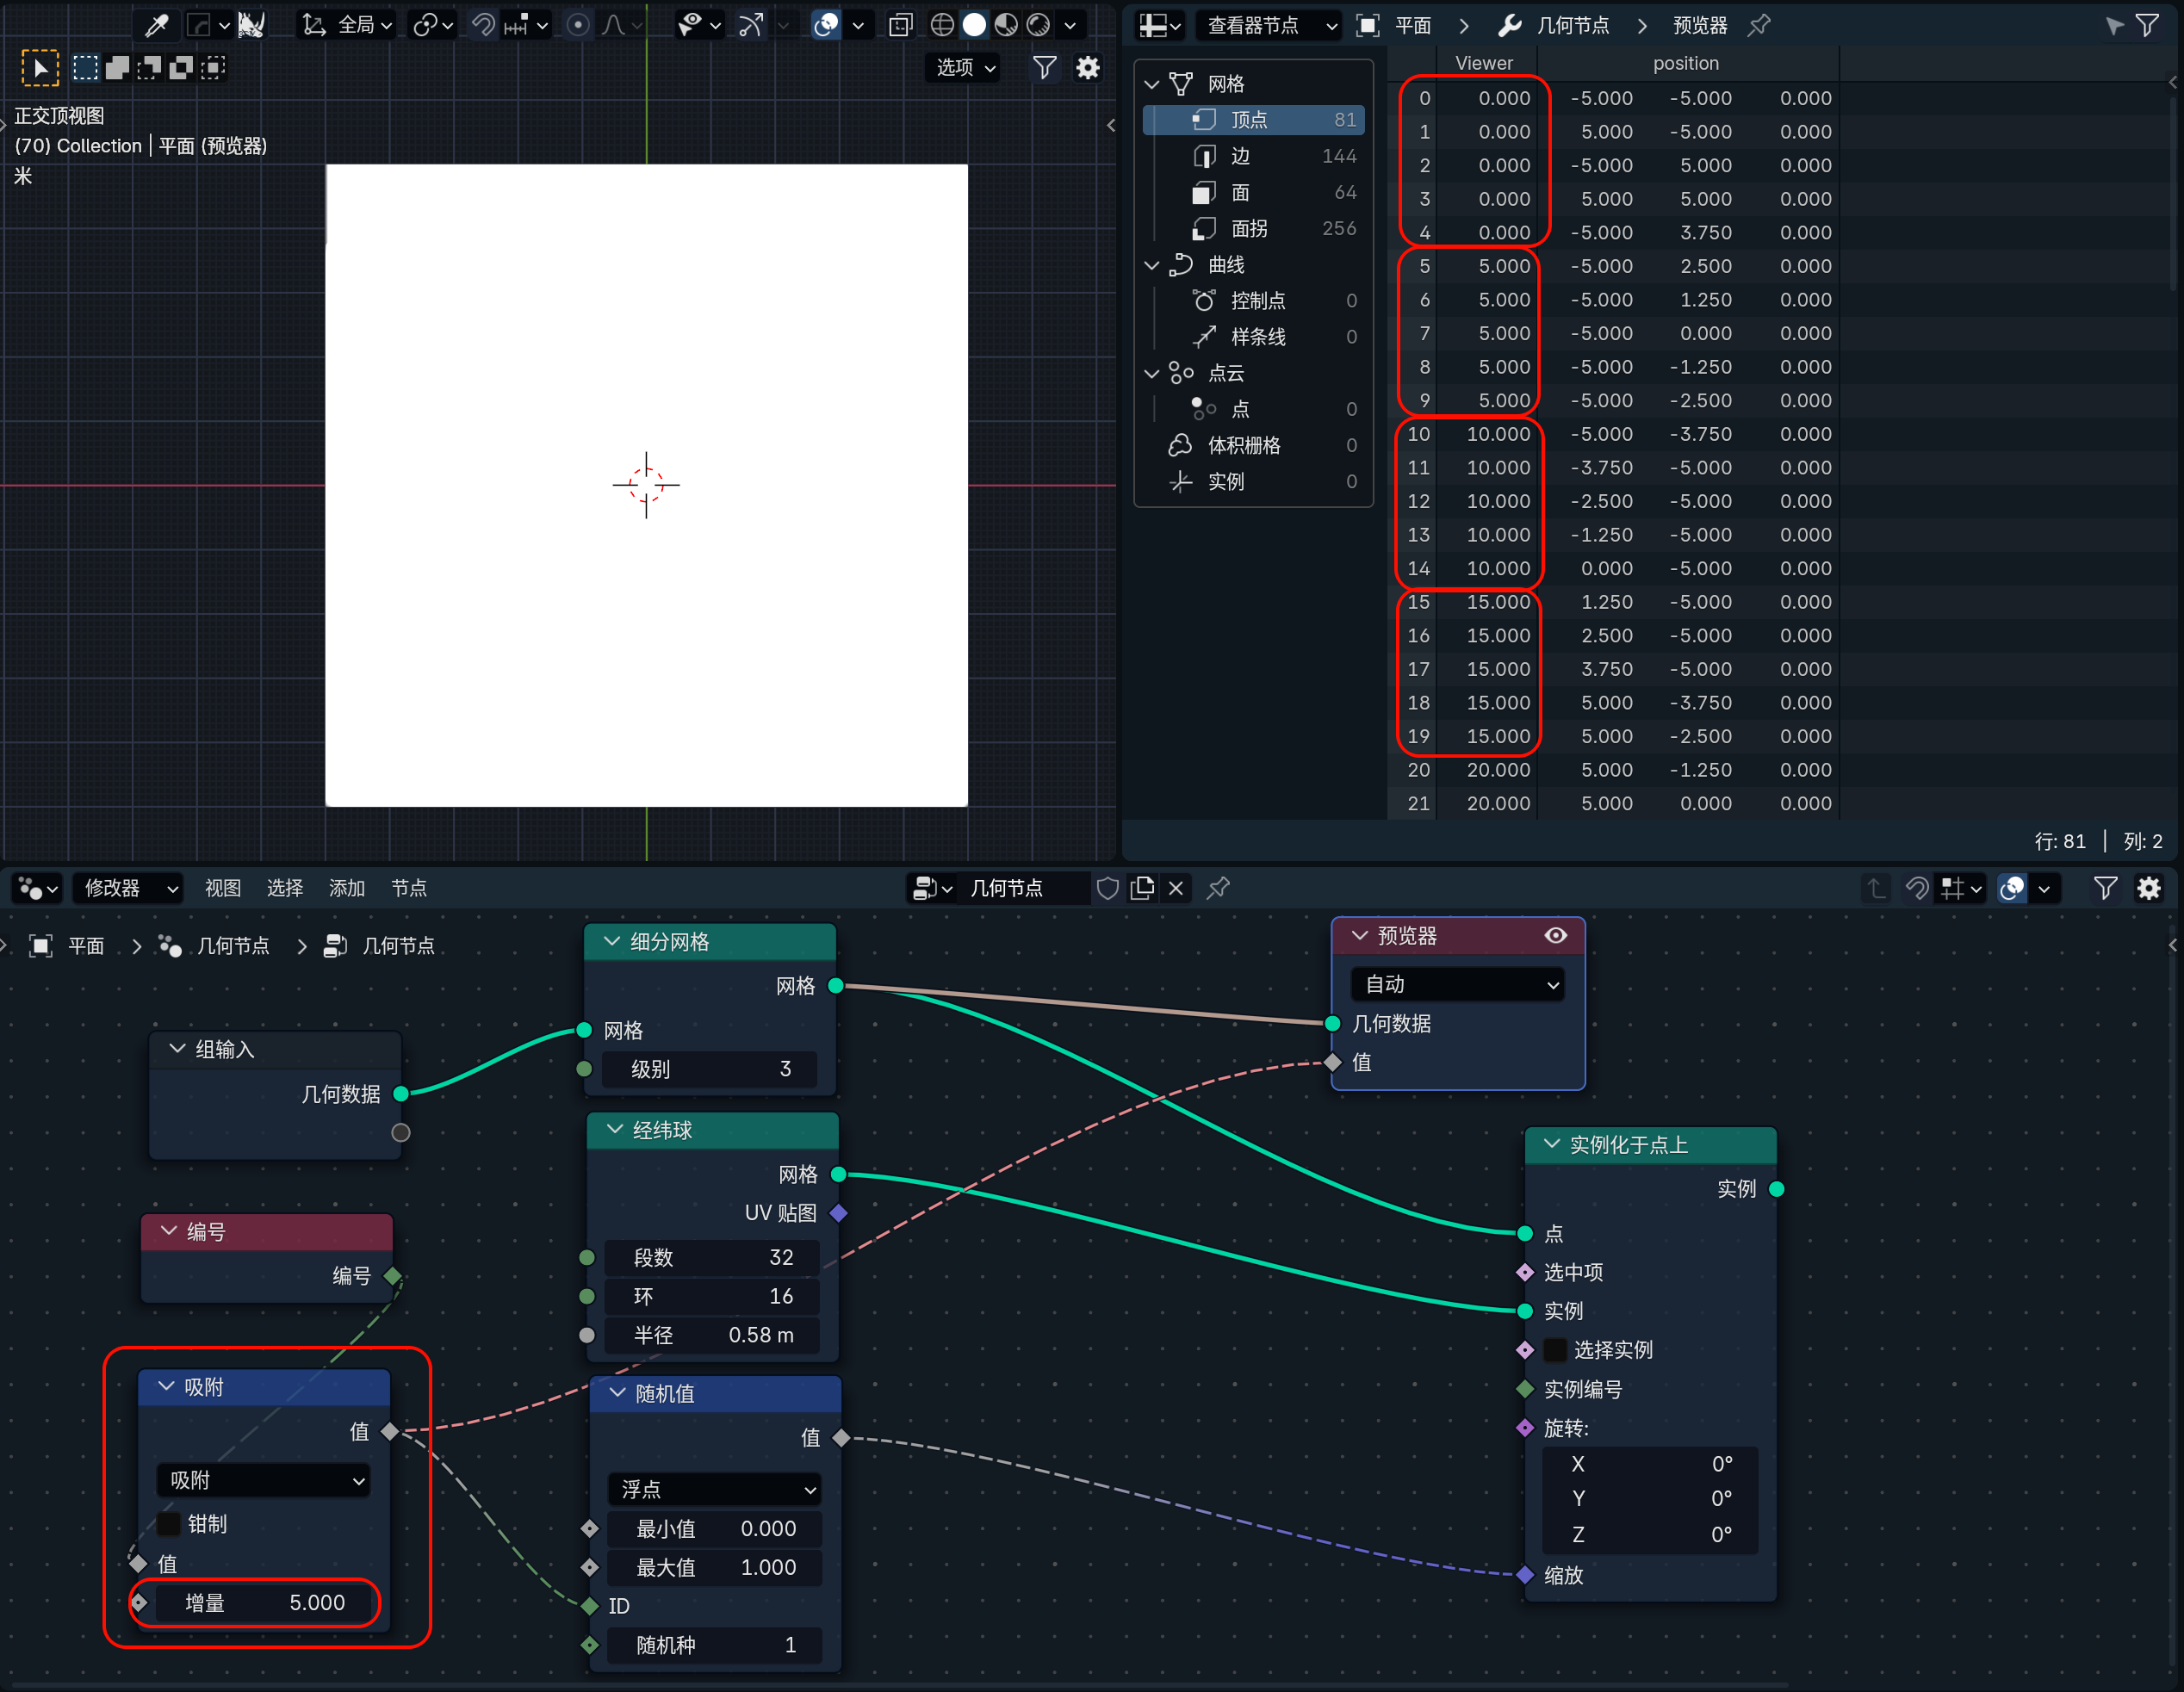 全局
选项
正交顶视图
(70) Collection | 平面 (预览器)
米
查看器节点 平面 > 几何节点 > 预览器
网格
顶点 81
边 144
面 64
面拐 256
曲线
控制点 0
样条线 0
点云
点 0
体积栅格 0
实例 0
Viewer position
0 0.000 -5.000 -5.000 0.000
1 0.000 5.000 -5.000 0.000
2 0.000 -5.000 5.000 0.000
3 0.000 5.000 5.000 0.000
4 0.000 -5.000 3.750 0.000
5 5.000 -5.000 2.500 0.000
6 5.000 -5.000 1.250 0.000
7 5.000 -5.000 0.000 0.000
8 5.000 -5.000 -1.250 0.000
9 5.000 -5.000 -2.500 0.000
10 10.000 -5.000 -3.750 0.000
11 10.000 -3.750 -5.000 0.000
12 10.000 -2.500 -5.000 0.000
13 10.000 -1.250 -5.000 0.000
14 10.000 0.000 -5.000 0.000
15 15.000 1.250 -5.000 0.000
16 15.000 2.500 -5.000 0.000
17 15.000 3.750 -5.000 0.000
18 15.000 5.000 -3.750 0.000
19 15.000 5.000 -2.500 0.000
20 20.000 5.000 -1.250 0.000
21 20.000 5.000 0.000 0.000
行: 81 | 列: 2
修改器 视图 选择 添加 节点 几何节点
平面 > 几何节点 > 几何节点
组输入
几何数据
编号
编号
吸附
值
吸附
钳制
值
增量 5.000
细分网格
网格
网格
级别 3
经纬球
网格
UV 贴图
段数 32
环 16
半径 0.58 m
随机值
值
浮点
最小值 0.000
最大值 1.000
ID
随机种 1
预览器
自动
几何数据
值
实例化于点上
实例
点
选中项
实例
选择实例
实例编号
旋转:
X 0°
Y 0°
Z 0°
缩放